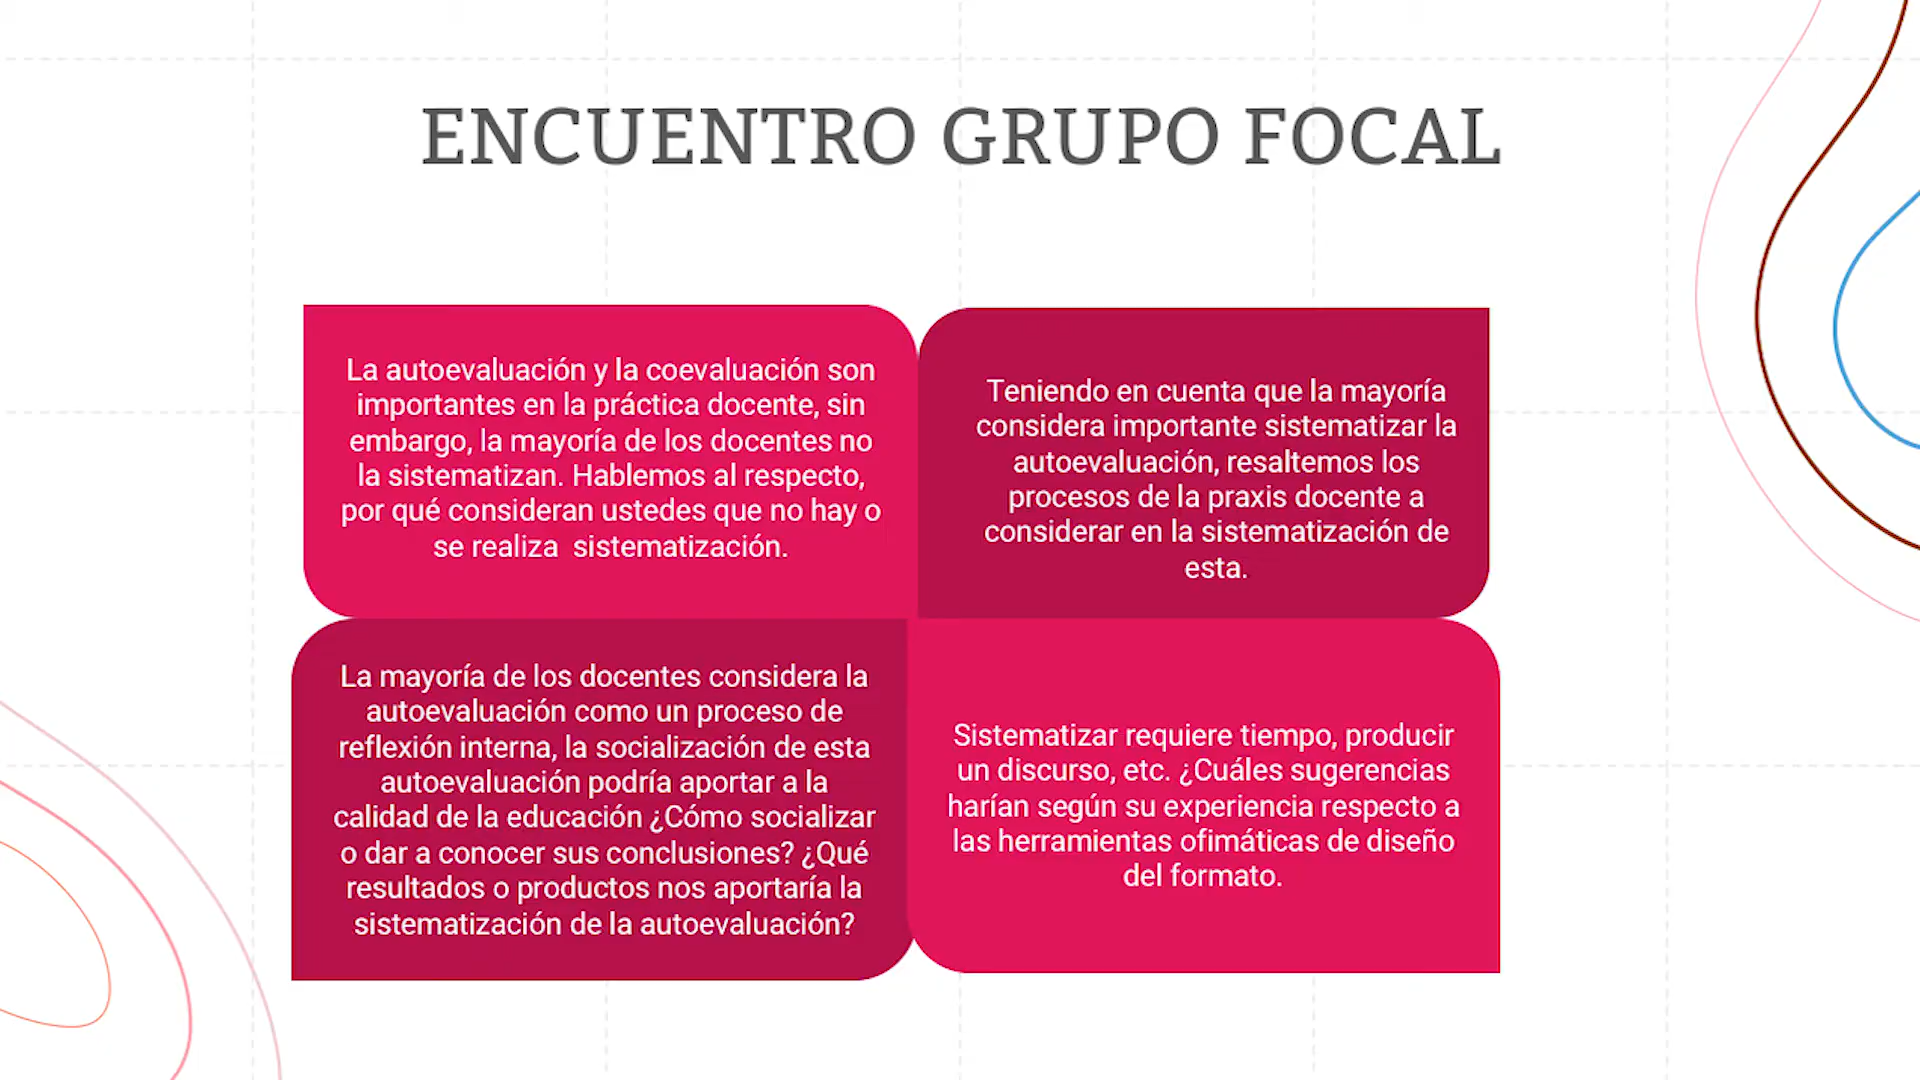 ENCUENTRO GRUPO FOCAL
La autoevaluación y la coevaluación son
importantes en la práctica docente, sin
embargo, la mayoría de los docentes no
la sistematizan. Hablemos al respecto,
por qué consideran ustedes que no hay o
se realiza  sistematización.
Teniendo en cuenta que la mayoría
considera importante sistematizar la
autoevaluación, resaltemos los
procesos de la praxis docente a
considerar en la sistematización de
esta.
La mayoría de los docentes considera la
autoevaluación como un proceso de
reflexión interna, la socialización de esta
autoevaluación podría aportar a la
calidad de la educación ¿Cómo socializar
o dar a conocer sus conclusiones? ¿Qué
resultados o productos nos aportaría la
sistematización de la autoevaluación?
Sistematizar requiere tiempo, producir
un discurso, etc. ¿Cuáles sugerencias
harían según su experiencia respecto a
las herramientas ofimáticas de diseño
del formato.